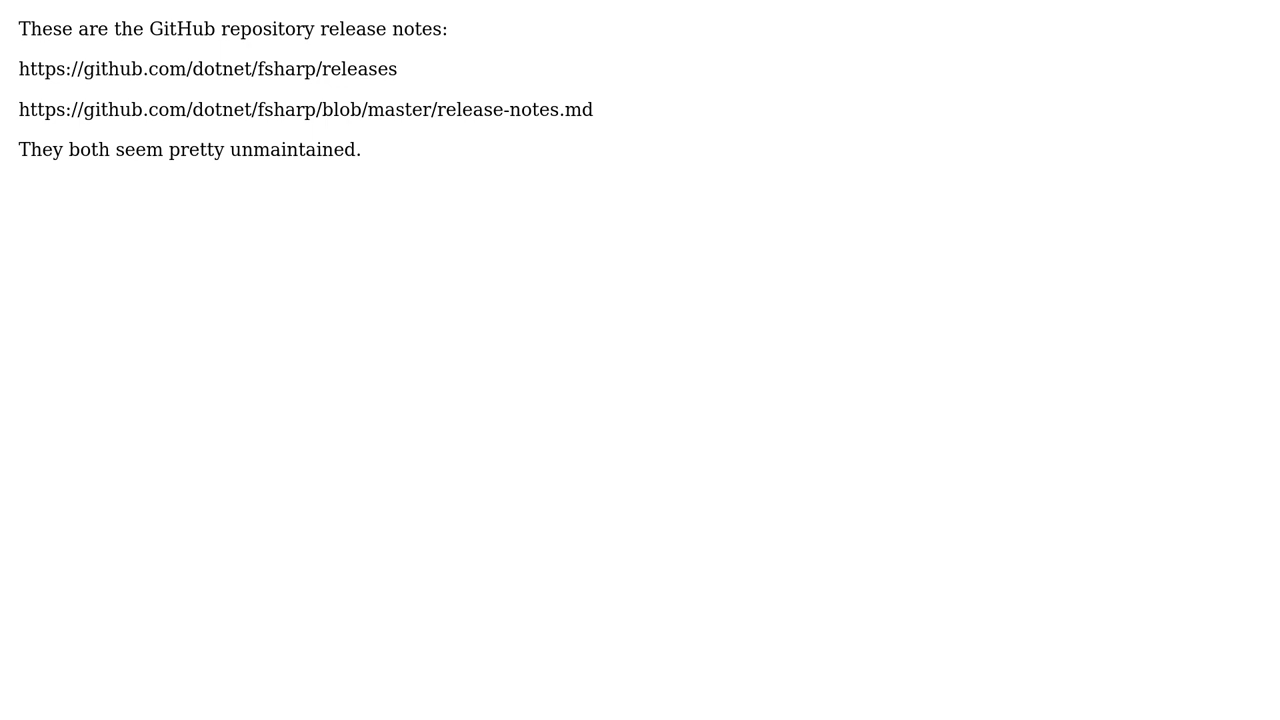 These are the GitHub repository release notes:
https://github.com/dotnet/fsharp/releases
https://github.com/dotnet/fsharp/blob/master/release-notes.md
They both seem pretty unmaintained.